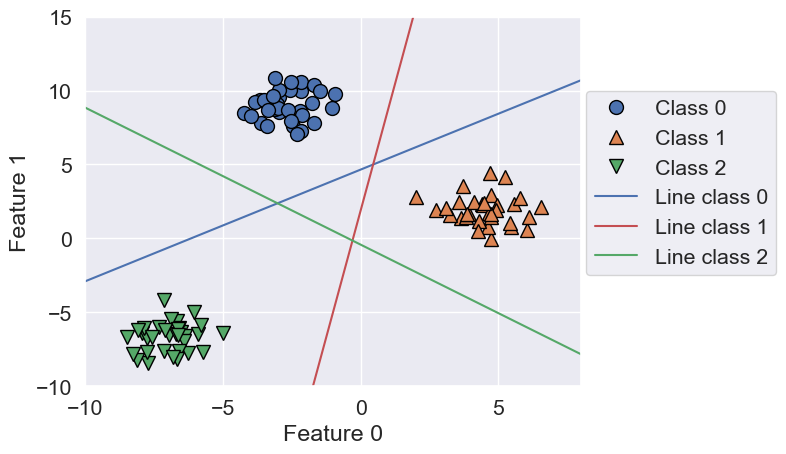 15
10
5
0
−5
−10
Feature 1
−10
−5
0
5
Feature 0
Class 0
Class 1
Class 2
Line class 0
Line class 1
Line class 2